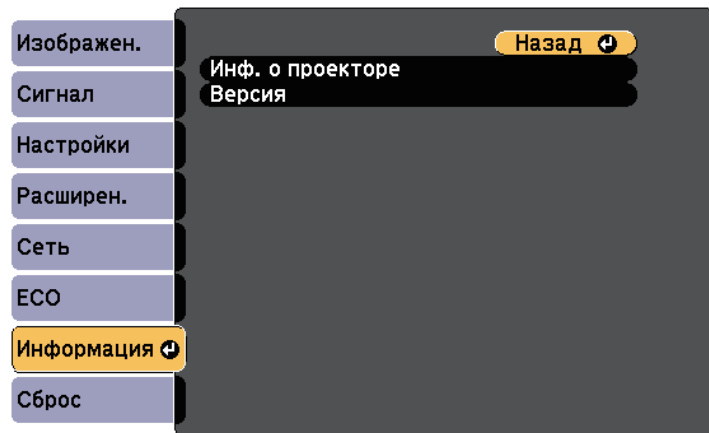 Изображен.
Сигнал
Настройки
Расширен.
Сеть
ECO
Информация
Сброс
Назад
Инф. о проекторе
Версия